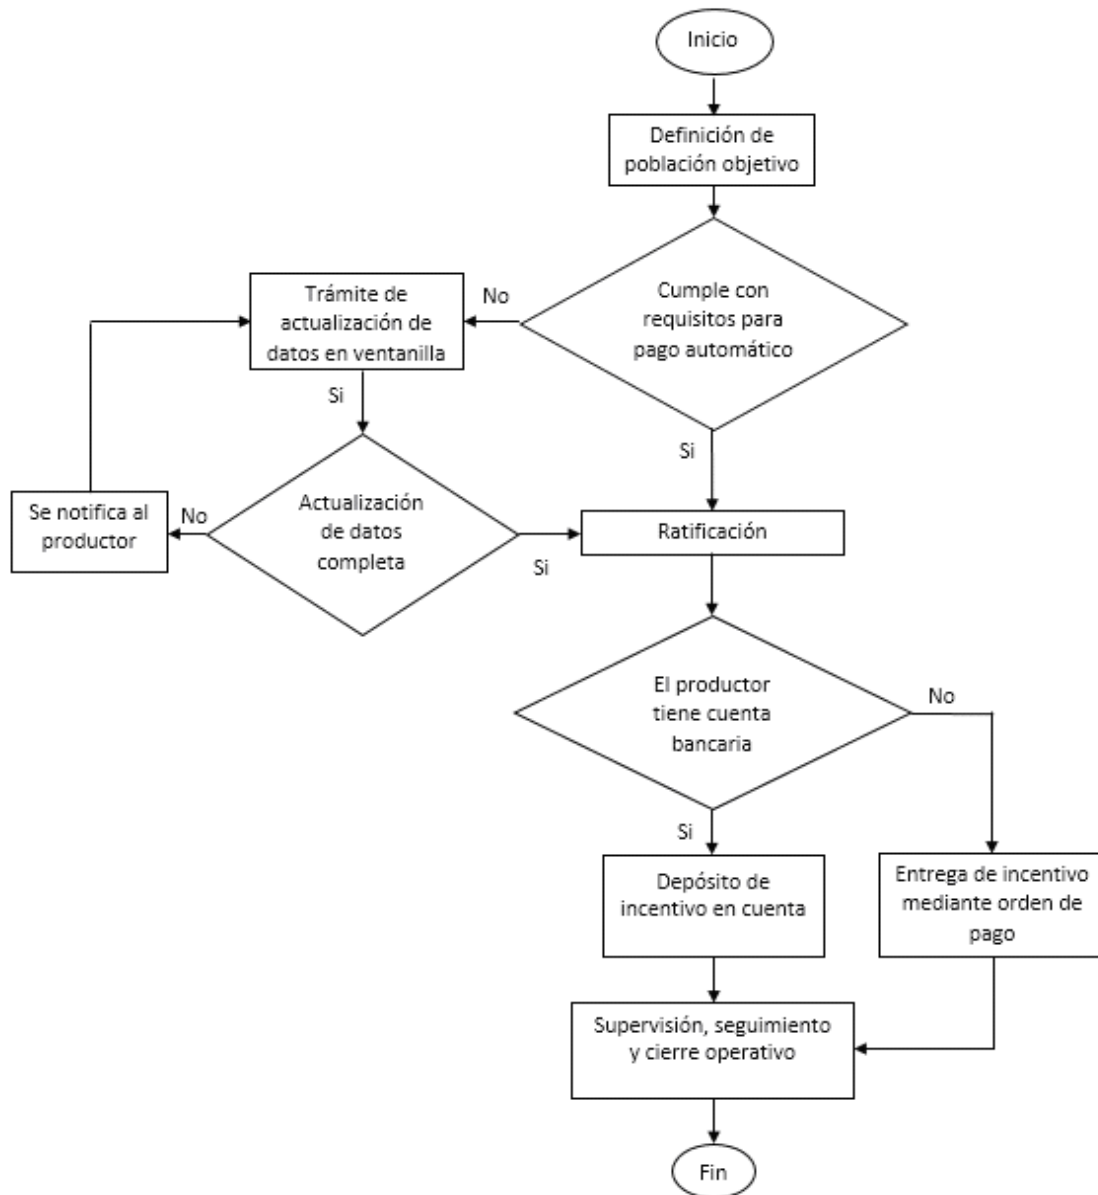 Inicio
Definición de
población objetivo
Cumple con
requisitos para
pago automático
No
Trámite de
actualización de
datos en ventanilla
Si
Si
Actualización
de datos
completa
No
Se notifica al
productor
Si
Ratificación
El productor
tiene cuenta
bancaria
No
Si
Depósito de
incentivo en cuenta
Entrega de incentivo
mediante orden de
pago
Supervisión, seguimiento
y cierre operativo
Fin